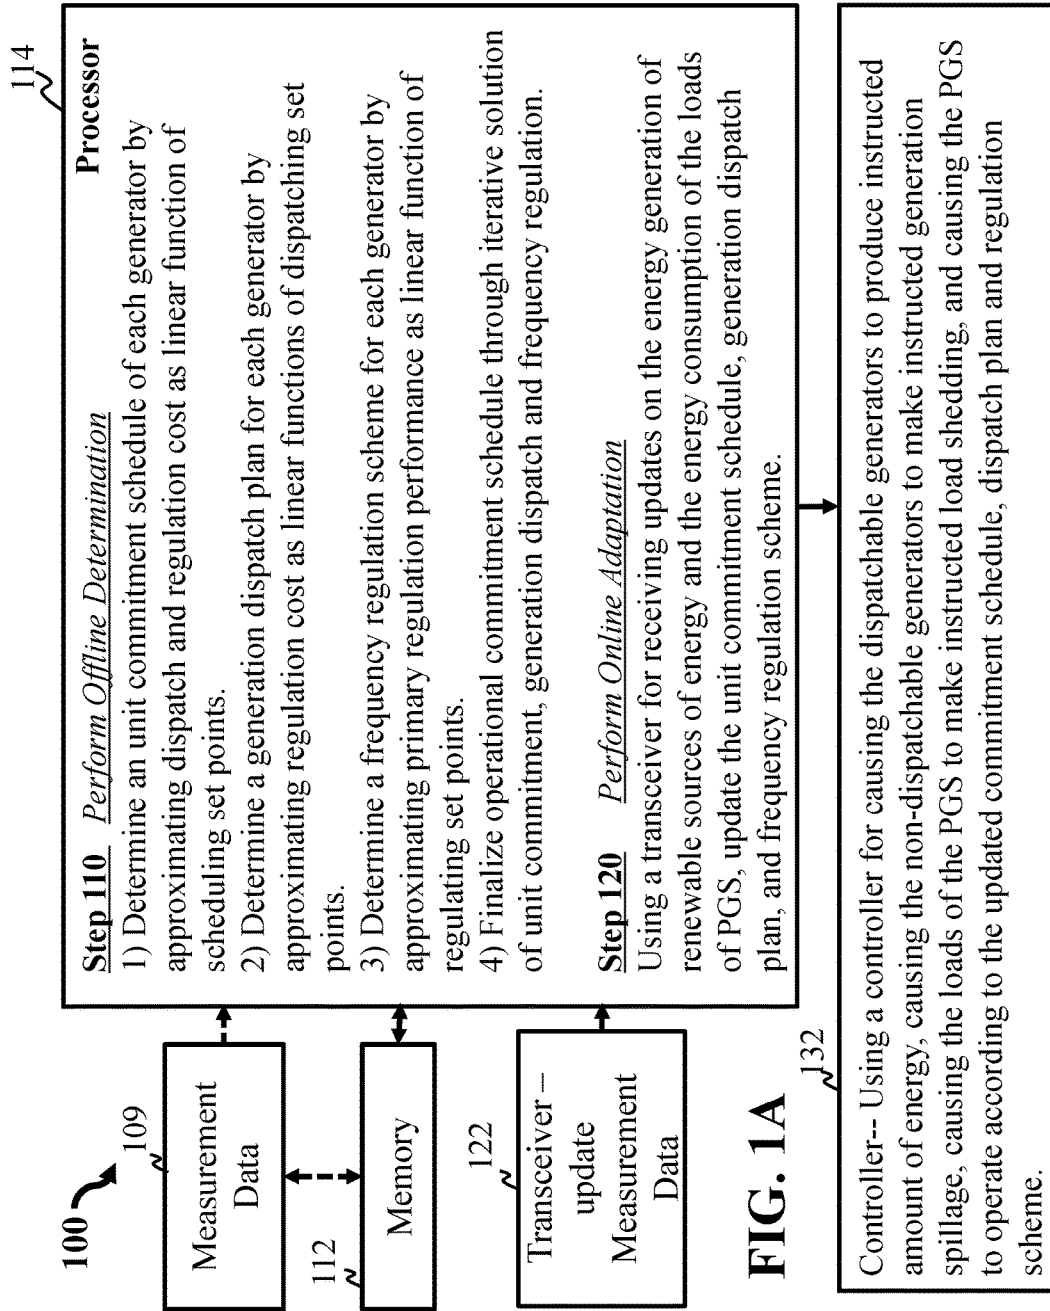 100
109
Measurement
Data
112
Memory
122
Transceiver –
update
Measurement
Data
FIG. 1A
114
Processor
Step 110 Perform Offline Determination
1) Determine an unit commitment schedule of each generator by
approximating dispatch and regulation cost as linear function of
scheduling set points.
2) Determine a generation dispatch plan for each generator by
approximating regulation cost as linear functions of dispatching set
points.
3) Determine a frequency regulation scheme for each generator by
approximating primary regulation performance as linear function of
regulating set points.
4) Finalize operational commitment schedule through iterative solution
of unit commitment, generation dispatch and frequency regulation.
Step 120 Perform Online Adaptation
Using a transceiver for receiving updates on the energy generation of
renewable sources of energy and the energy consumption of the loads
of PGS, update the unit commitment schedule, generation dispatch
plan, and frequency regulation scheme.
132
Controller-- Using a controller for causing the dispatchable generators to produce instructed
amount of energy, causing the non-dispatchable generators to make instructed generation
spillage, causing the loads of the PGS to make instructed load shedding, and causing the PGS
to operate according to the updated commitment schedule, dispatch plan and regulation
scheme.